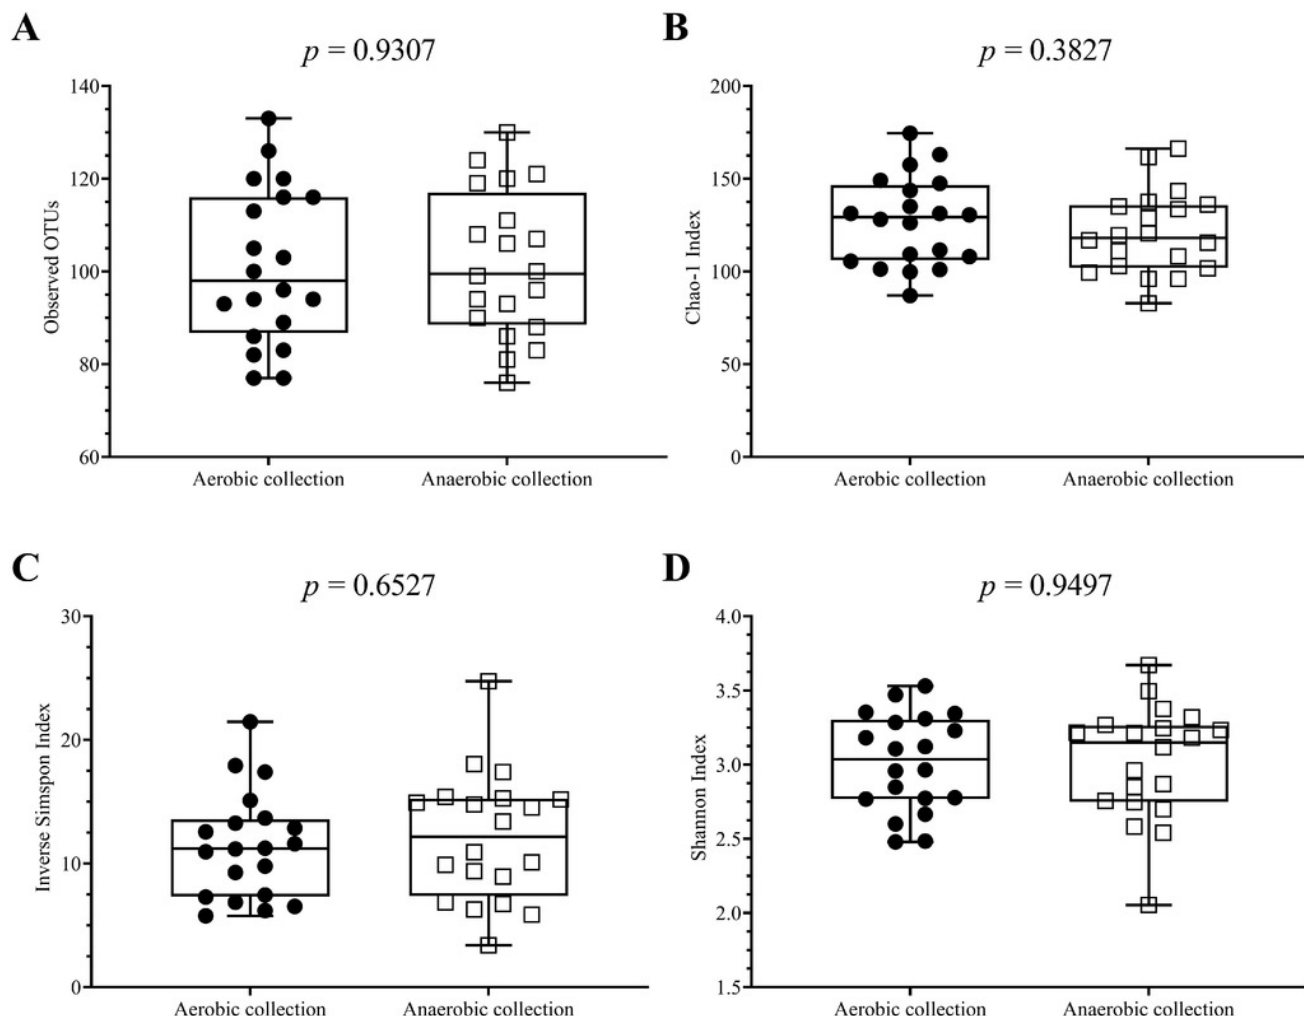 A
p = 0.9307
Observed OTUs
140
120
100
80
60
Aerobic collection
Anaerobic collection
B
p = 0.3827
Chao-1 Index
200
150
100
50
0
Aerobic collection
Anaerobic collection
C
p = 0.6527
Inverse Simspon Index
30
20
10
0
Aerobic collection
Anaerobic collection
D
p = 0.9497
Shannon Index
4.0
3.5
3.0
2.5
2.0
1.5
Aerobic collection
Anaerobic collection